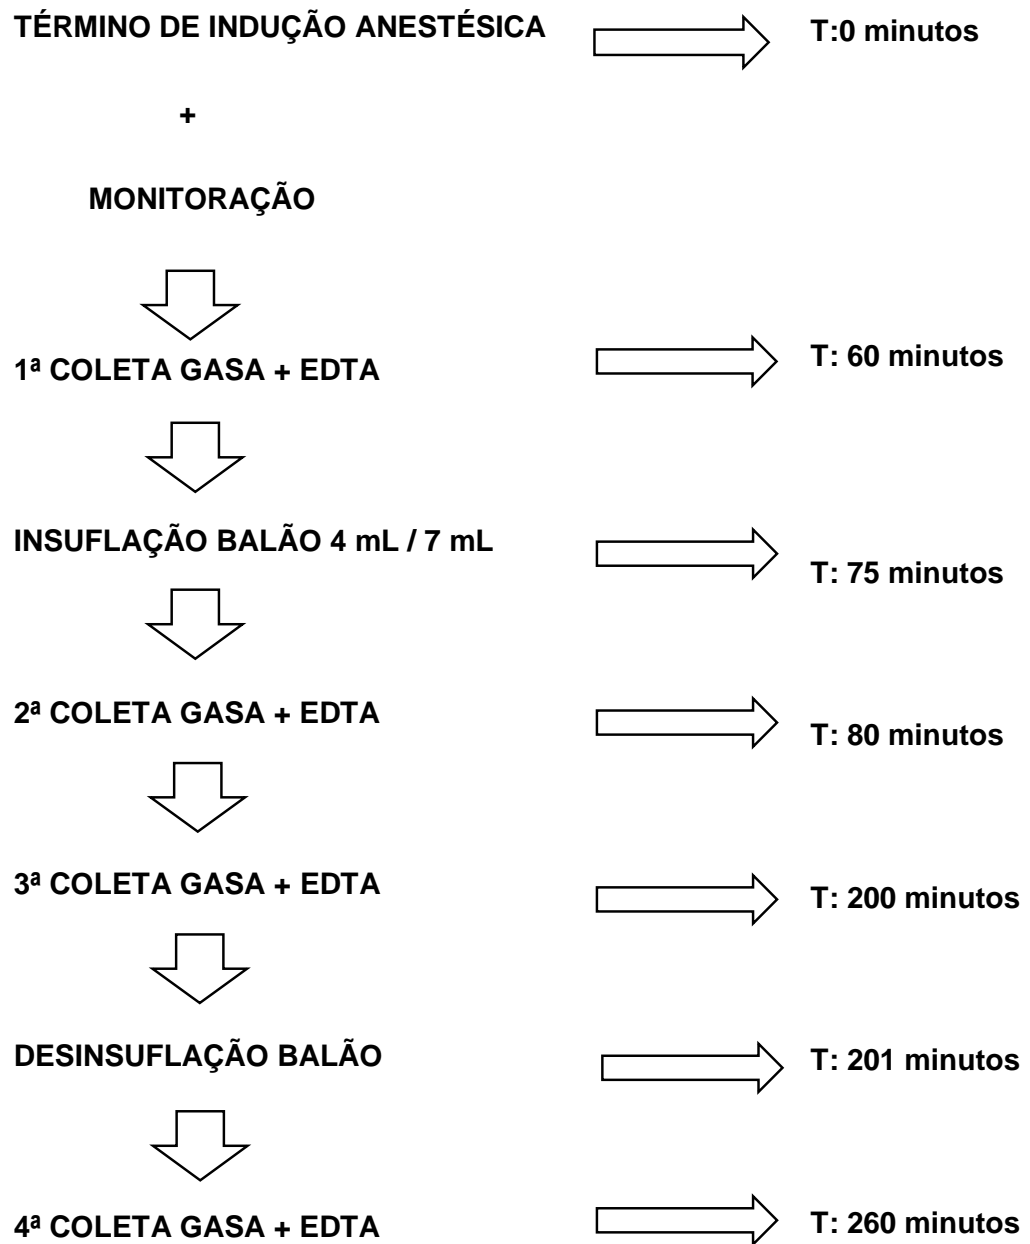 TÉRMINO DE INDUÇÃO ANESTÉSICA T:0 minutos
+
MONITORAÇÃO
1ª COLETA GASA + EDTA T: 60 minutos
INSUFLAÇÃO BALÃO 4 mL / 7 mL T: 75 minutos
2ª COLETA GASA + EDTA T: 80 minutos
3ª COLETA GASA + EDTA T: 200 minutos
DESINSUFLAÇÃO BALÃO T: 201 minutos
4ª COLETA GASA + EDTA T: 260 minutos